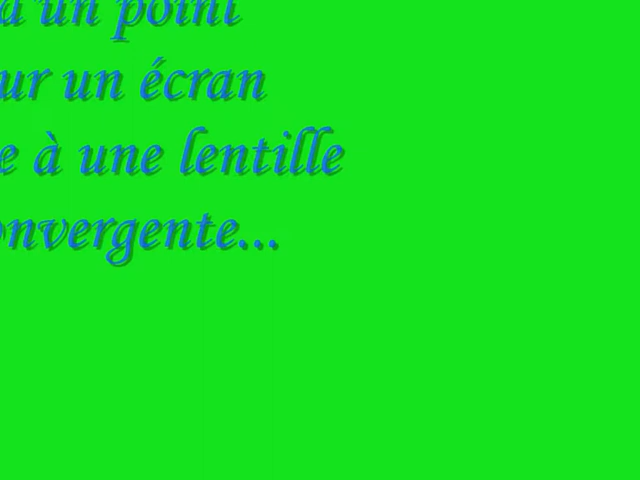 d'un point
ur un écran
e à une lentille
onvergente...